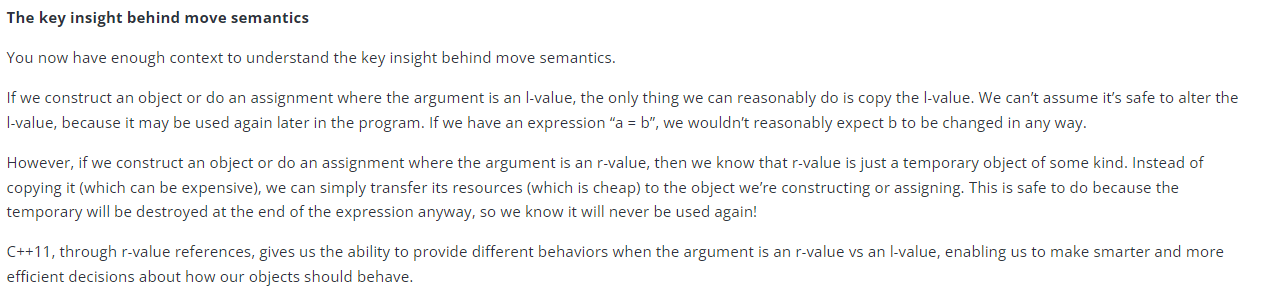 The key insight behind move semantics
You now have enough context to understand the key insight behind move semantics.
If we construct an object or do an assignment where the argument is an l-value, the only thing we can reasonably do is copy the l-value. We can’t assume it’s safe to alter the
l-value, because it may be used again later in the program. If we have an expression “a = b”, we wouldn’t reasonably expect b to be changed in any way.
However, if we construct an object or do an assignment where the argument is an r-value, then we know that r-value is just a temporary object of some kind. Instead of
copying it (which can be expensive), we can simply transfer its resources (which is cheap) to the object we’re constructing or assigning. This is safe to do because the
temporary will be destroyed at the end of the expression anyway, so we know it will never be used again!
C++11, through r-value references, gives us the ability to provide different behaviors when the argument is an r-value vs an l-value, enabling us to make smarter and more
efficient decisions about how our objects should behave.